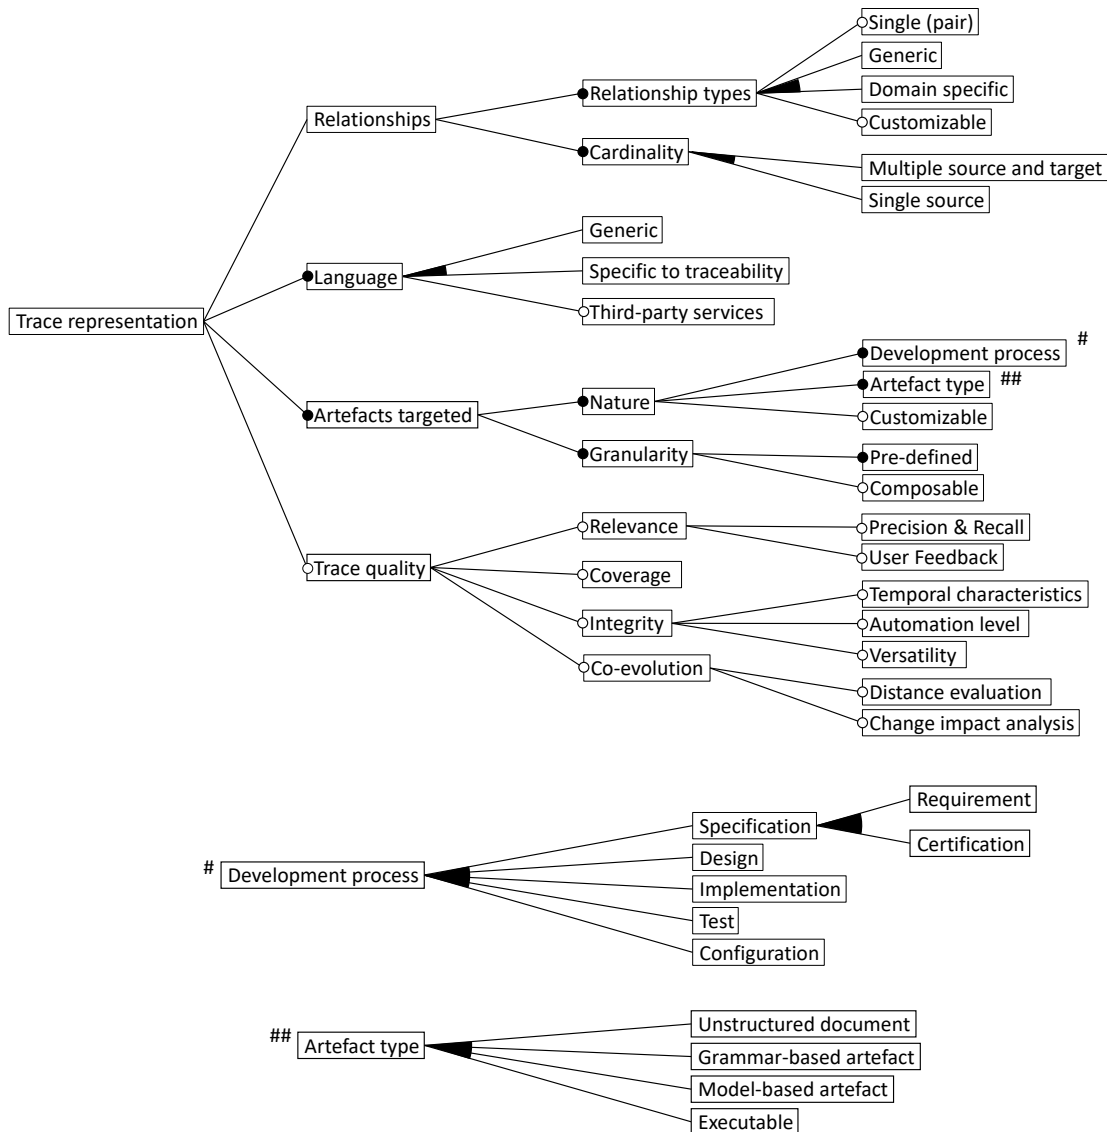 Single (pair)
Generic
Relationship types
Domain specific
Relationships
Customizable
Cardinality
Multiple source and target
Single source
Generic
Language
Specific to traceability
Third-party services
Trace representation
Development process #
Artefact type ##
Nature
Artefacts targeted
Customizable
Granularity
Pre-defined
Composable
Relevance
Precision & Recall
User Feedback
Trace quality
Coverage
Temporal characteristics
Integrity
Automation level
Versatility
Co-evolution
Distance evaluation
Change impact analysis
Requirement
Specification
Certification
Design
# Development process
Implementation
Test
Configuration
Unstructured document
## Artefact type
Grammar-based artefact
Model-based artefact
Executable